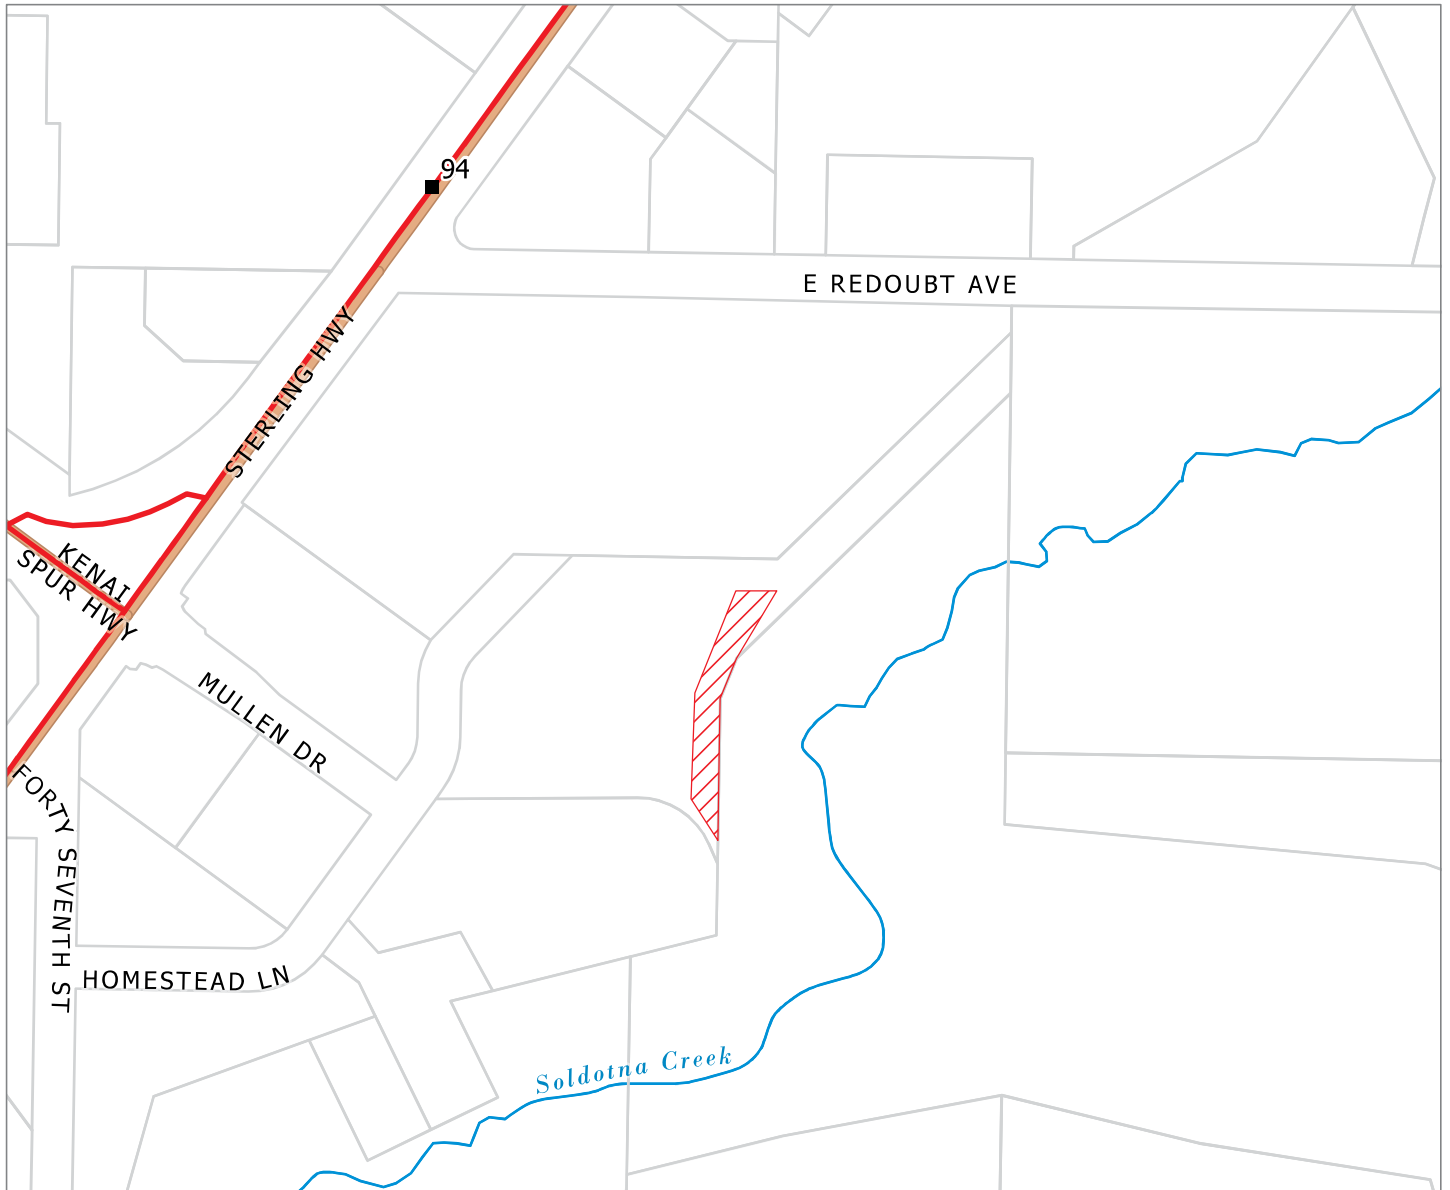 94
E REDOUBT AVE
STERLING HWY
KENAI
SPUR HWY
MULLEN DR
FORTY SEVENTH ST
HOMESTEAD LN
Soldotna Creek